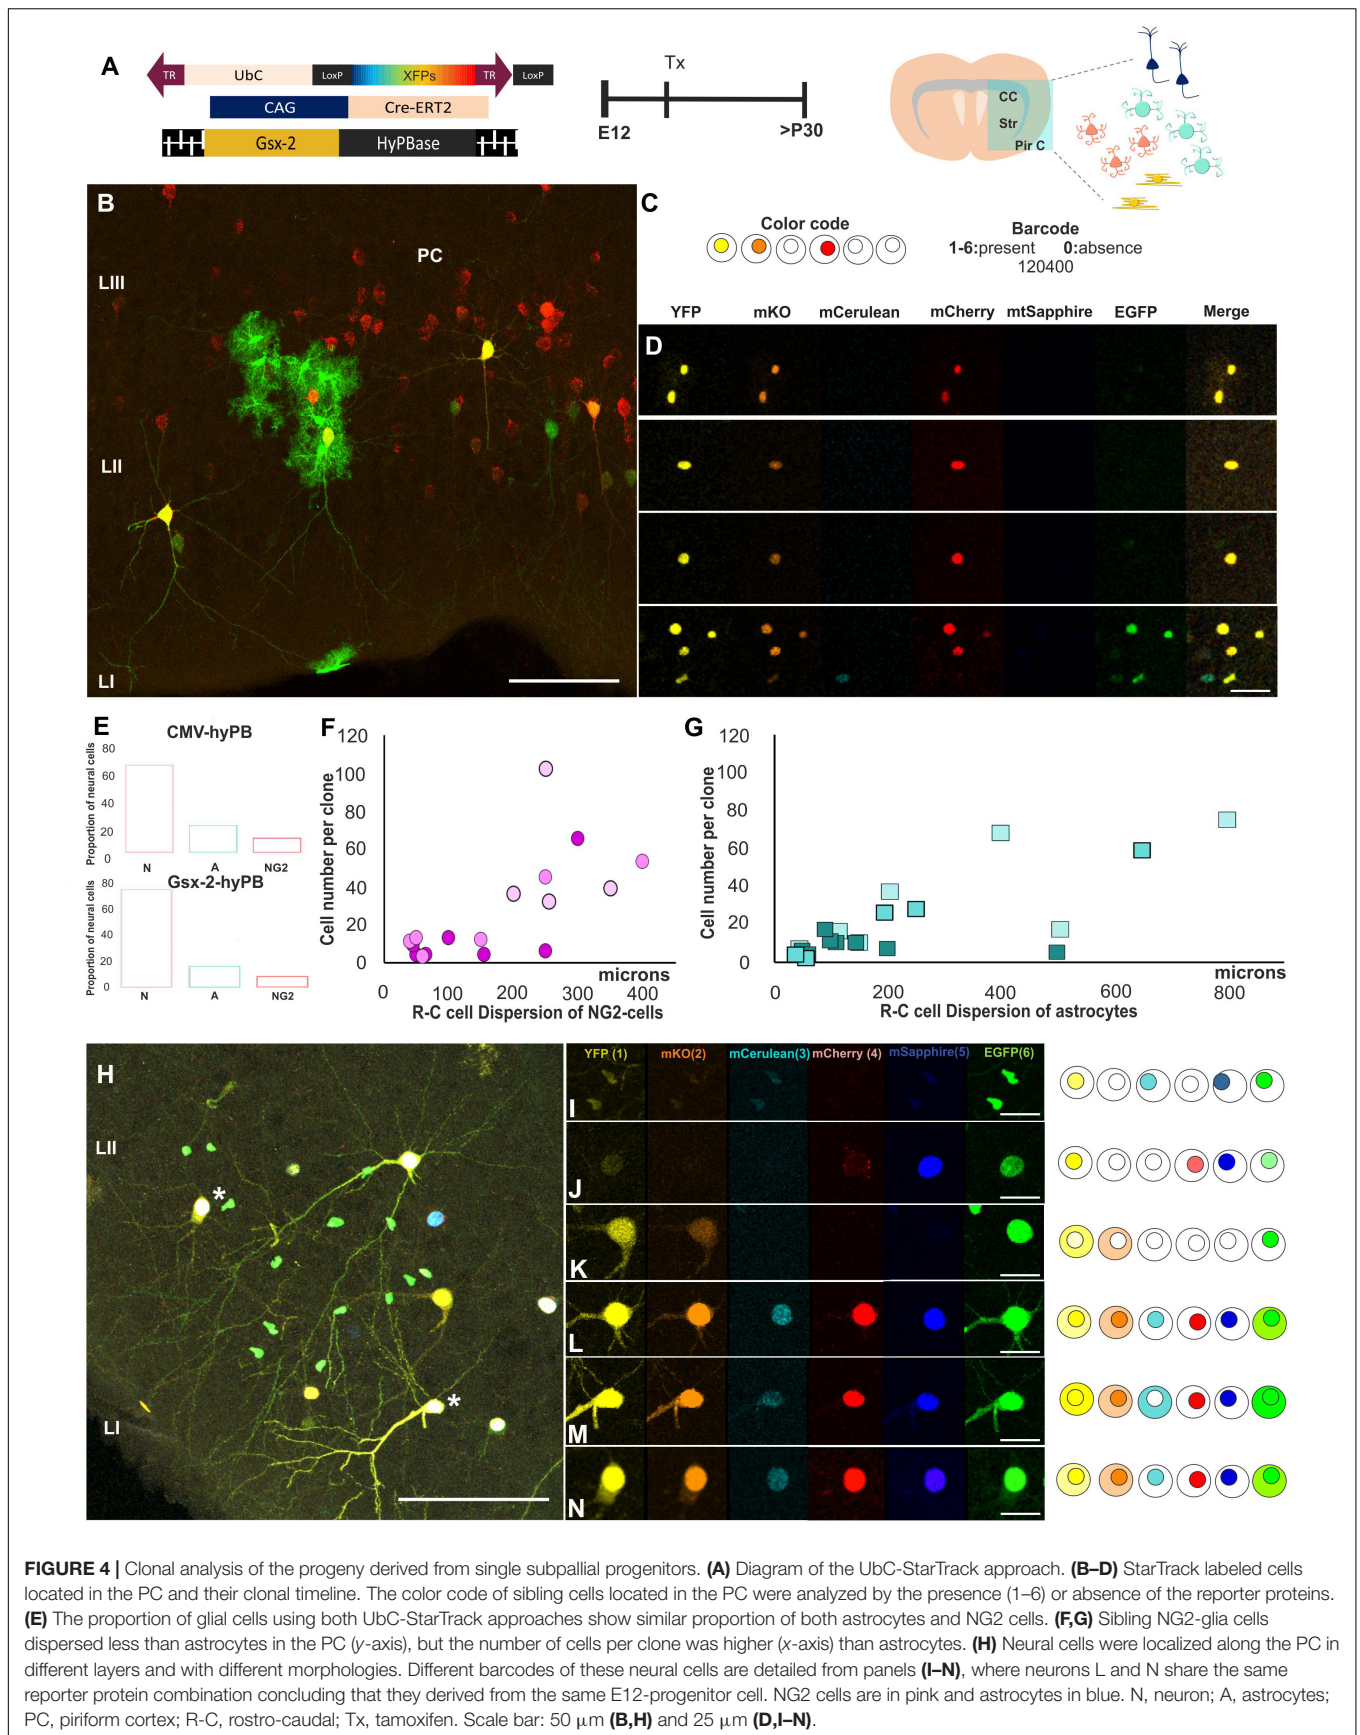 A
TR
UbC
LoxP
XFPs
TR
LoxP
CAG
Cre-ERT2
Gsx-2
HyPBase
Tx
E12
>P30
CC
Str
Pir C
B
PC
LIII
LII
LI
C
Color code
Barcode
1-6:present 0:absence
120400
YFP mKO mCerulean mCherry mtSapphire EGFP Merge
D
E
CMV-hyPB
Proportion of neural cells
80
60
40
20
0
N A NG2
Gsx-2-hyPB
Proportion of neural cells
80
60
40
20
0
N A NG2
F
Cell number per clone
120
100
80
60
40
20
0
microns
0 100 200 300 400
R-C cell Dispersion of NG2-cells
G
Cell number per clone
120
100
80
60
40
20
0
microns
0 200 400 600 800
R-C cell Dispersion of astrocytes
H
LII
LI
*
*
YFP (1) mKO(2) mCerulean(3) mCherry (4) mSapphire(5) EGFP(6)
I
J
K
L
M
N
FIGURE 4 | Clonal analysis of the progeny derived from single subpallial progenitors. (A) Diagram of the UbC-StarTrack approach. (B–D) StarTrack labeled cells
located in the PC and their clonal timeline. The color code of sibling cells located in the PC were analyzed by the presence (1–6) or absence of the reporter proteins.
(E) The proportion of glial cells using both UbC-StarTrack approaches show similar proportion of both astrocytes and NG2 cells. (F,G) Sibling NG2-glia cells
dispersed less than astrocytes in the PC (y-axis), but the number of cells per clone was higher (x-axis) than astrocytes. (H) Neural cells were localized along the PC in
different layers and with different morphologies. Different barcodes of these neural cells are detailed from panels (I–N), where neurons L and N share the same
reporter protein combination concluding that they derived from the same E12-progenitor cell. NG2 cells are in pink and astrocytes in blue. N, neuron; A, astrocytes;
PC, piriform cortex; R-C, rostro-caudal; Tx, tamoxifen. Scale bar: 50 μm (B,H) and 25 μm (D,I–N).